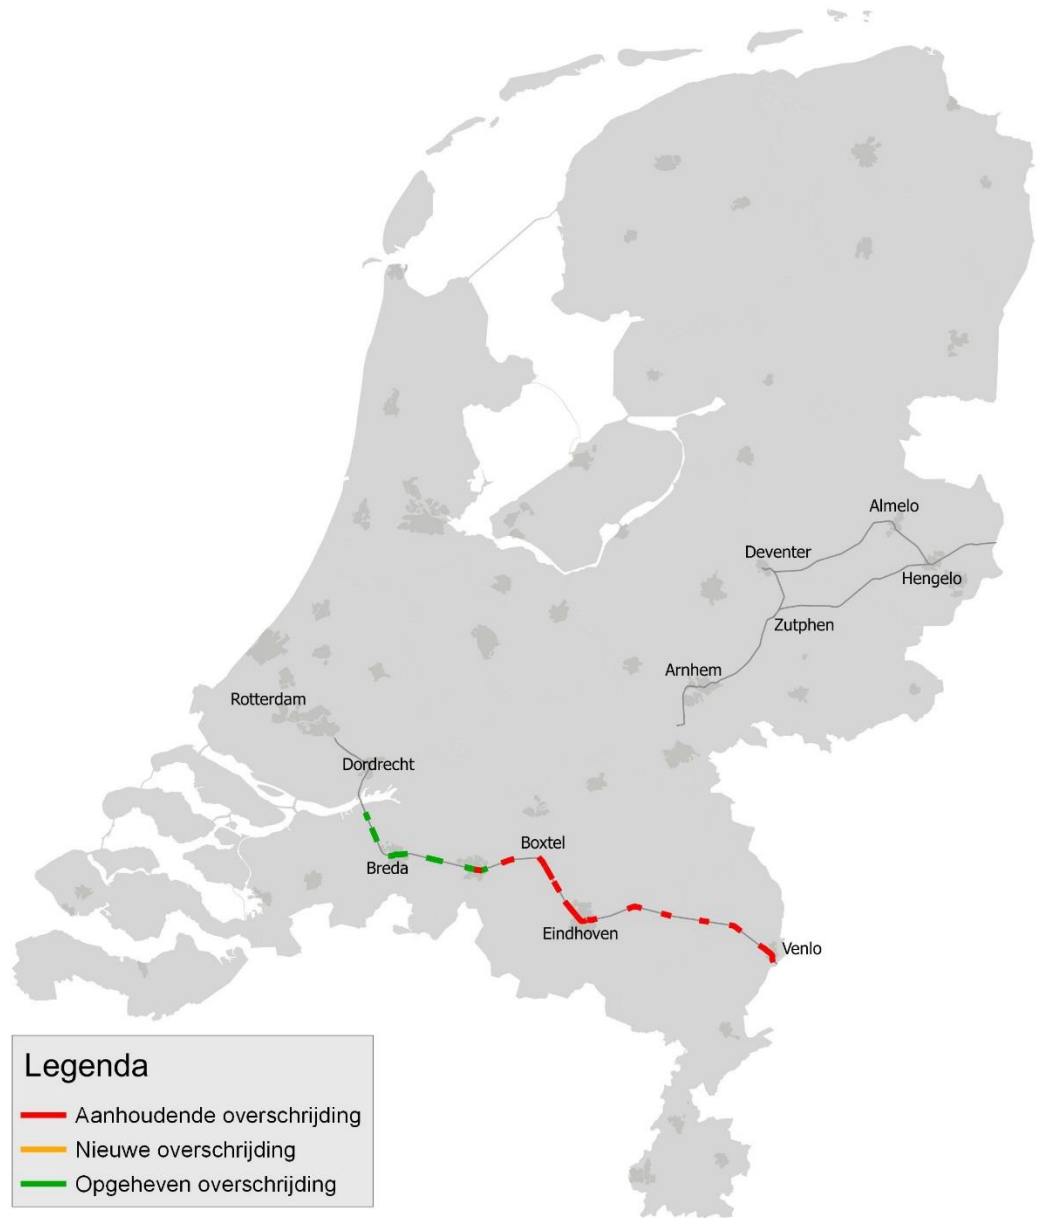 Almelo
Deventer
Hengelo
Zutphen
Arnhem
Rotterdam
Dordrecht
Boxtel
Breda
Eindhoven
Venlo
Legenda
Aanhoudende overschrijding
Nieuwe overschrijding
Opgeheven overschrijding